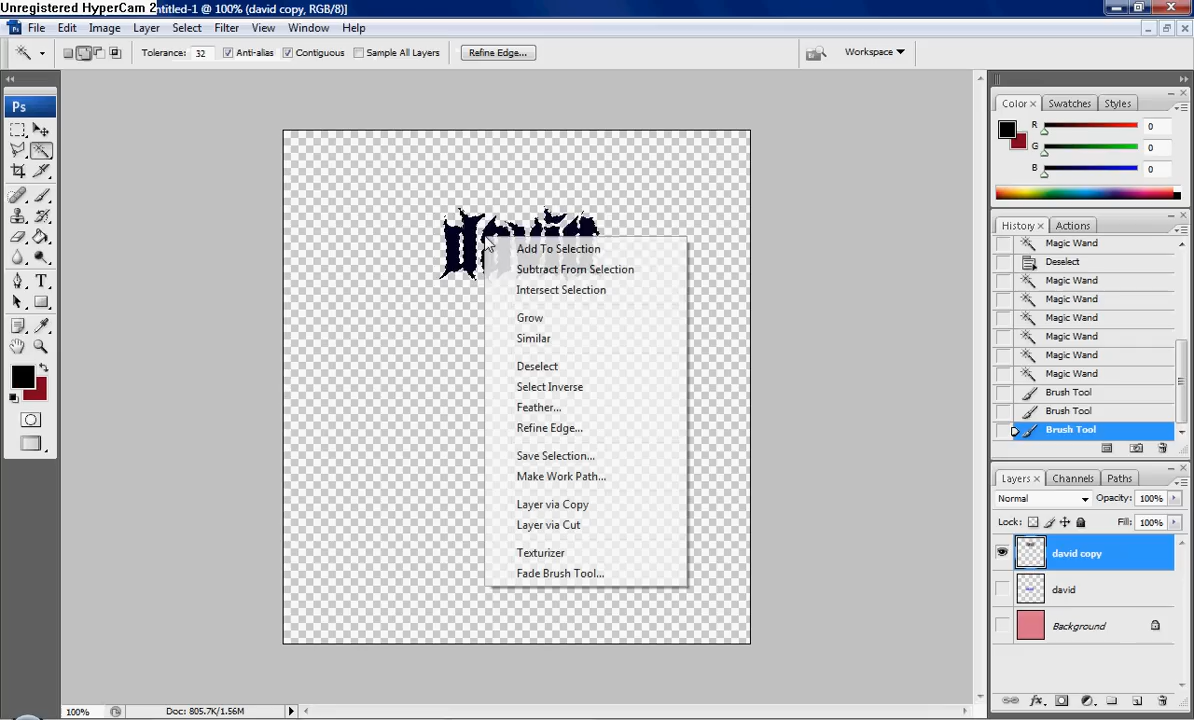 Unregistered HyperCam 2
ntitled-1 @ 100% (david copy, RGB/8)]
File Edit Image Layer Select Filter View Window Help
Tolerance: 32 Anti-alias Contiguous Sample All Layers Refine Edge... Workspace
Ps
Color × Swatches Styles
R 0
G 0
B 0
History × Actions
Magic Wand
Deselect
Magic Wand
Magic Wand
Magic Wand
Magic Wand
Magic Wand
Magic Wand
Brush Tool
Brush Tool
Brush Tool
Layers × Channels Paths
Normal Opacity: 100%
Lock: Fill: 100%
david copy
david
Background
Add To Selection
Subtract From Selection
Intersect Selection
Grow
Similar
Deselect
Select Inverse
Feather...
Refine Edge...
Save Selection...
Make Work Path...
Layer via Copy
Layer via Cut
Texturizer
Fade Brush Tool...
100% Doc: 805.7K/1.56M